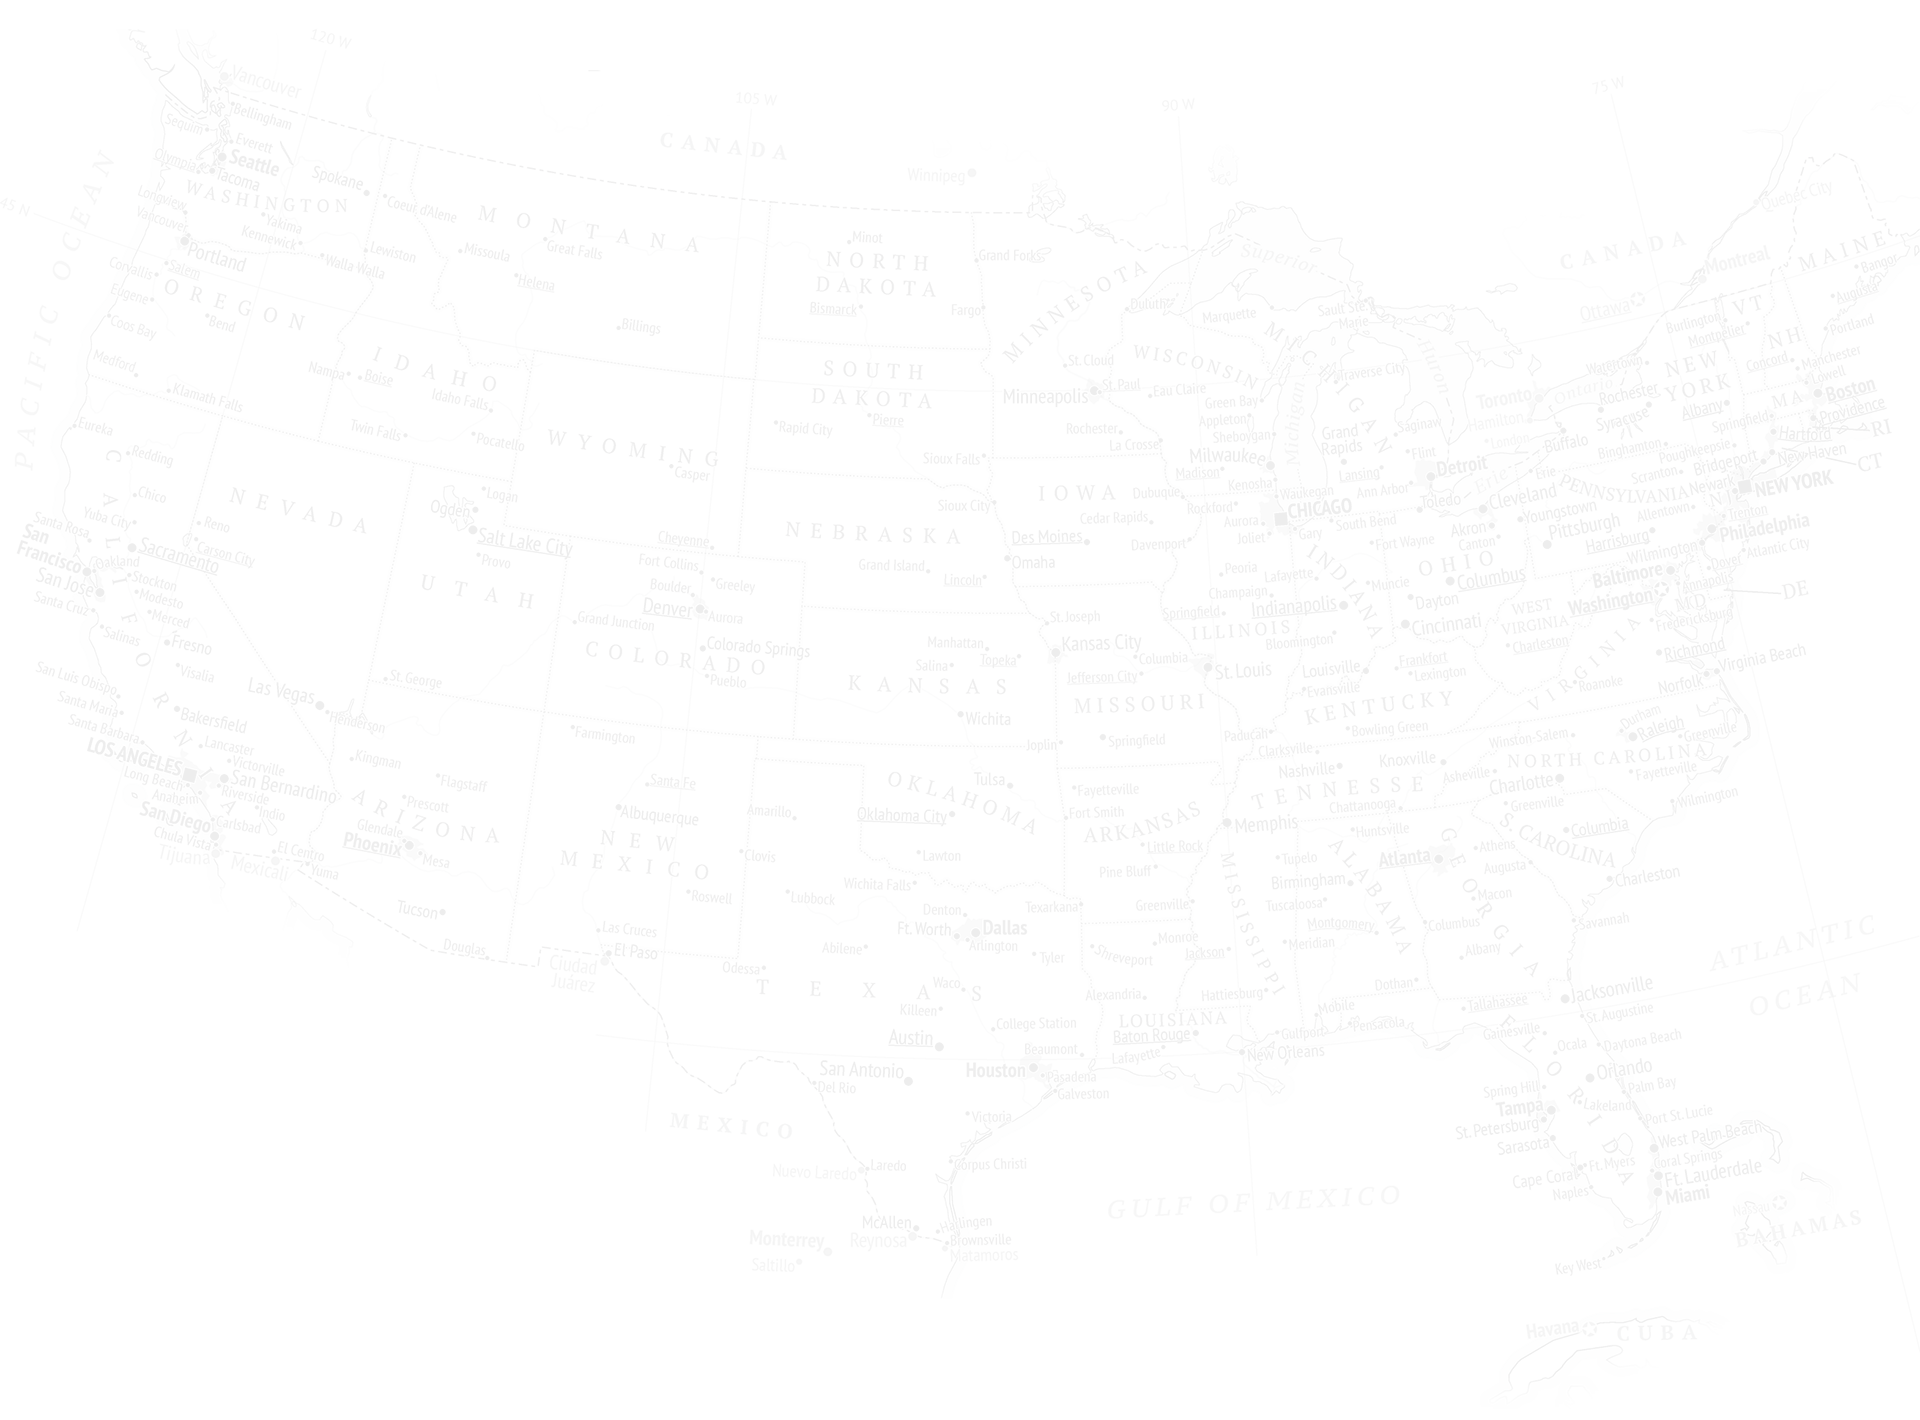 120 W
105 W
90 W
75 W
45 N
PACIFIC OCEAN
CANADA
CANADA
Vancouver
Bellingham
Sequim
Everett
Seattle
Olympia
Tacoma
Spokane
WASHINGTON
Longview
Vancouver
Yakima
Kennewick
Walla Walla
Portland
Coeur d'Alene
Lewiston
MONTANA
Missoula
Great Falls
Helena
Billings
Corvallis
Salem
Eugene
OREGON
Bend
Coos Bay
Medford
Klamath Falls
IDAHO
Nampa
Boise
Idaho Falls
Twin Falls
Pocatello
WYOMING
Casper
Cheyenne
Winnipeg
Minot
NORTH
DAKOTA
Bismarck
Grand Forks
Fargo
SOUTH
DAKOTA
Pierre
Rapid City
Sioux Falls
MINNESOTA
Duluth
St. Cloud
Minneapolis
St. Paul
Rochester
Superior
WISCONSIN
Eau Claire
Green Bay
Appleton
Sheboygan
La Crosse
Milwaukee
Madison
Kenosha
MICHIGAN
Marquette
Sault Ste.
Marie
Traverse City
Michigan
Huron
Grand
Rapids
Saginaw
Flint
Lansing
Ann Arbor
Detroit
Ottawa
Montreal
Quebec City
Toronto
Hamilton
London
Ontario
Erie
MAINE
Bangor
Augusta
Portland
VT
Burlington
Montpelier
NH
Concord
Manchester
Lowell
MA
Boston
Springfield
Providence
RI
Hartford
New Haven
CT
Bridgeport
NEW
YORK
Watertown
Rochester
Syracuse
Albany
Buffalo
Binghamton
Poughkeepsie
NEW YORK
Newark
NJ
Trenton
PENNSYLVANIA
Erie
Scranton
Allentown
Pittsburgh
Harrisburg
Philadelphia
Wilmington
Atlantic City
Dover
DE
Baltimore
Annapolis
MD
Washington
Eureka
Redding
CALIFORNIA
Chico
Yuba City
Santa Rosa
Sacramento
San
Francisco
Oakland
San Jose
Stockton
Modesto
Merced
Santa Cruz
Salinas
Fresno
Visalia
San Luis Obispo
Santa Maria
Santa Barbara
Bakersfield
Lancaster
Victorville
LOS ANGELES
San Bernardino
Long Beach
Riverside
Anaheim
Indio
San Diego
Carlsbad
Chula Vista
El Centro
Tijuana
Mexicali
NEVADA
Reno
Carson City
Las Vegas
Henderson
UTAH
Logan
Ogden
Salt Lake City
Provo
St. George
COLORADO
Fort Collins
Greeley
Boulder
Denver
Aurora
Grand Junction
Colorado Springs
Pueblo
ARIZONA
Kingman
Flagstaff
Prescott
Glendale
Phoenix
Mesa
Yuma
Tucson
Douglas
NEW
MEXICO
Farmington
Santa Fe
Albuquerque
Clovis
Roswell
Las Cruces
NEBRASKA
Grand Island
Lincoln
Omaha
IOWA
Sioux City
Dubuque
Cedar Rapids
Des Moines
Davenport
KANSAS
Manhattan
Salina
Topeka
Wichita
MISSOURI
St. Joseph
Kansas City
Columbia
Jefferson City
St. Louis
Joplin
Springfield
ILLINOIS
Rockford
Waukegan
CHICAGO
Aurora
Joliet
Peoria
Champaign
Springfield
INDIANA
Gary
South Bend
Fort Wayne
Lafayette
Muncie
Indianapolis
Bloomington
Evansville
OHIO
Toledo
Cleveland
Akron
Youngstown
Canton
Columbus
Dayton
Cincinnati
WEST
VIRGINIA
Charleston
VIRGINIA
Fredericksburg
Richmond
Virginia Beach
Norfolk
Roanoke
KENTUCKY
Louisville
Frankfort
Lexington
Bowling Green
Paducah
TENNESSEE
Clarksville
Nashville
Knoxville
Chattanooga
Memphis
NORTH CAROLINA
Winston-Salem
Durham
Raleigh
Greenville
Asheville
Charlotte
Fayetteville
Wilmington
S. CAROLINA
Greenville
Columbia
Charleston
OKLAHOMA
Tulsa
Oklahoma City
Lawton
ARKANSAS
Fayetteville
Fort Smith
Little Rock
Pine Bluff
TEXAS
Amarillo
Lubbock
Wichita Falls
Denton
Ft. Worth
Dallas
Arlington
Texarkana
Abilene
Tyler
Odessa
Waco
Killeen
El Paso
Ciudad
Juárez
College Station
Austin
Beaumont
Houston
Pasadena
Galveston
San Antonio
Del Rio
Victoria
Corpus Christi
Laredo
Nuevo Laredo
McAllen
Harlingen
Brownsville
Reynosa
Matamoros
Monterrey
Saltillo
MEXICO
LOUISIANA
Shreveport
Monroe
Alexandria
Baton Rouge
Lafayette
New Orleans
MISSISSIPPI
Tupelo
Greenville
Jackson
Meridian
Hattiesburg
Gulfport
ALABAMA
Huntsville
Birmingham
Tuscaloosa
Montgomery
Dothan
Mobile
GEORGIA
Athens
Atlanta
Augusta
Macon
Columbus
Albany
Savannah
FLORIDA
Pensacola
Tallahassee
Jacksonville
St. Augustine
Gainesville
Ocala
Daytona Beach
Orlando
Spring Hill
Palm Bay
Tampa
Lakeland
St. Petersburg
Port St. Lucie
Sarasota
West Palm Beach
Cape Coral
Ft. Myers
Coral Springs
Naples
Ft. Lauderdale
Miami
Key West
GULF OF MEXICO
ATLANTIC
OCEAN
BAHAMAS
Havana
CUBA